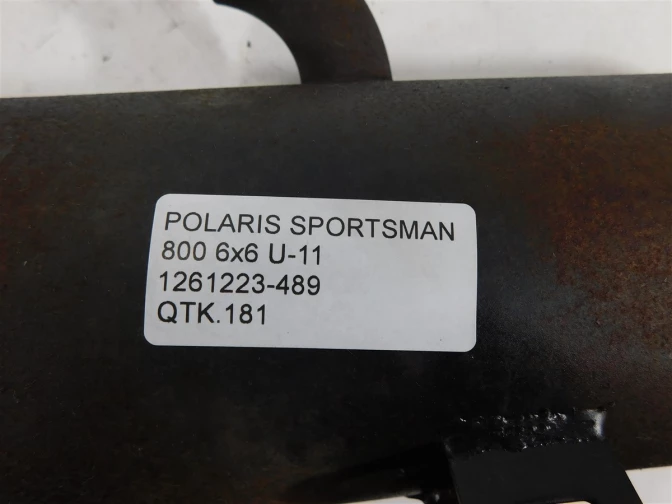 POLARIS SPORTSMAN
800 6x6 U-11
1261223-489
QTK.181